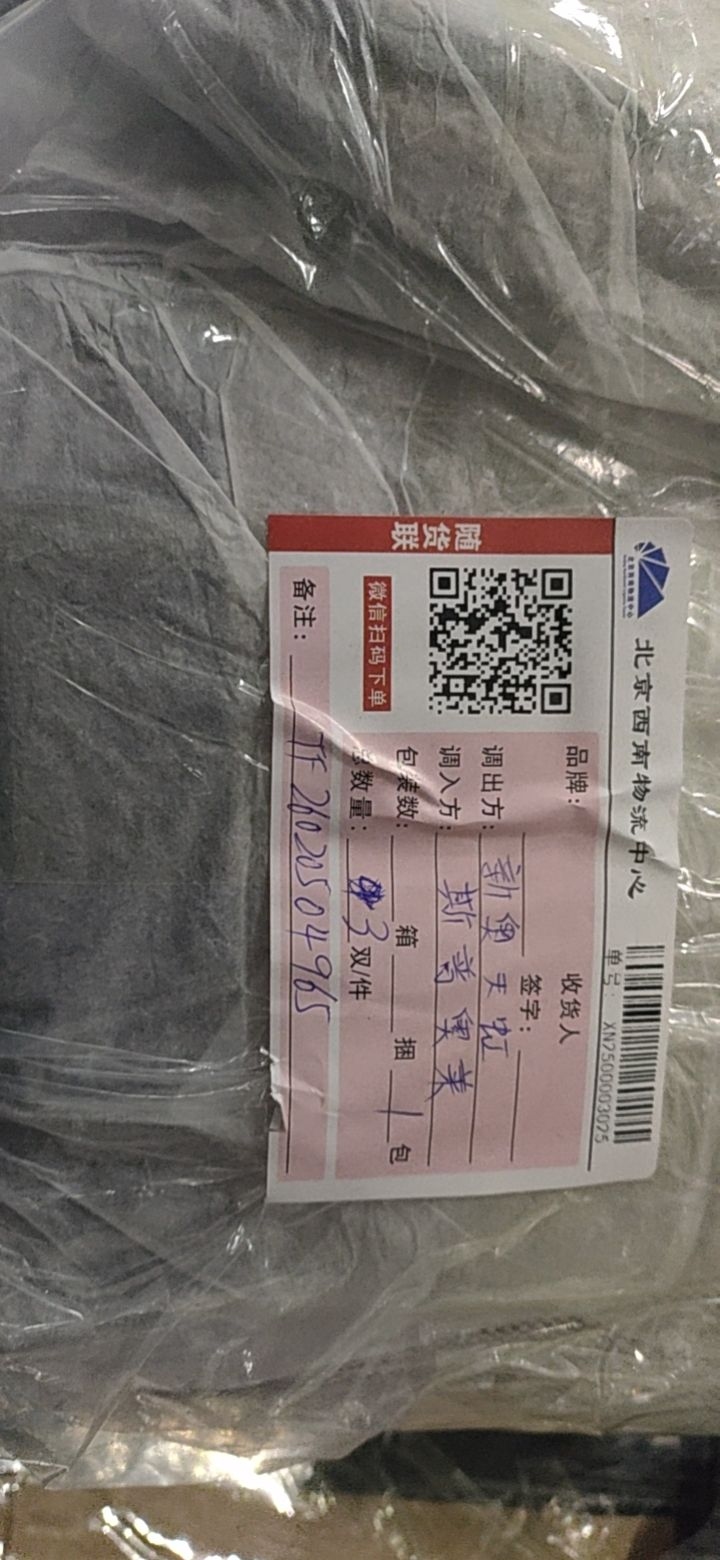 北京西南物流中心
单号: XN2500003025
随货联
微信扫码下单
品牌:
收货人
签字:
调出方: 新奥天虹
调入方: 斯普奥莱
包装数: 箱 捆 1 包
总数量: 3 双/件
备注: TF26020504965